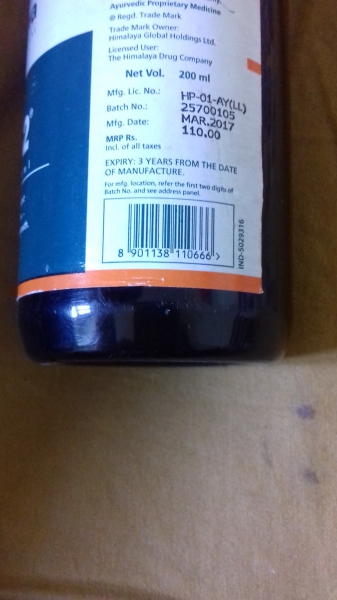 Ayurvedic Proprietary Medicine
® Regd. Trade Mark
Trade Mark Owner:
Himalaya Global Holdings Ltd.
Licensed User:
The Himalaya Drug Company
Net Vol. 200 ml
Mfg. Lic. No.: HP-01-AY(LL)
Batch No.: 25700105
Mfg. Date: MAR.2017
MRP Rs. 110.00
Incl. of all taxes
EXPIRY: 3 YEARS FROM THE DATE
OF MANUFACTURE.
For mfg. location, refer the first two digits of
Batch No. and see address panel.
8 901138 110666 >
IND-5029316